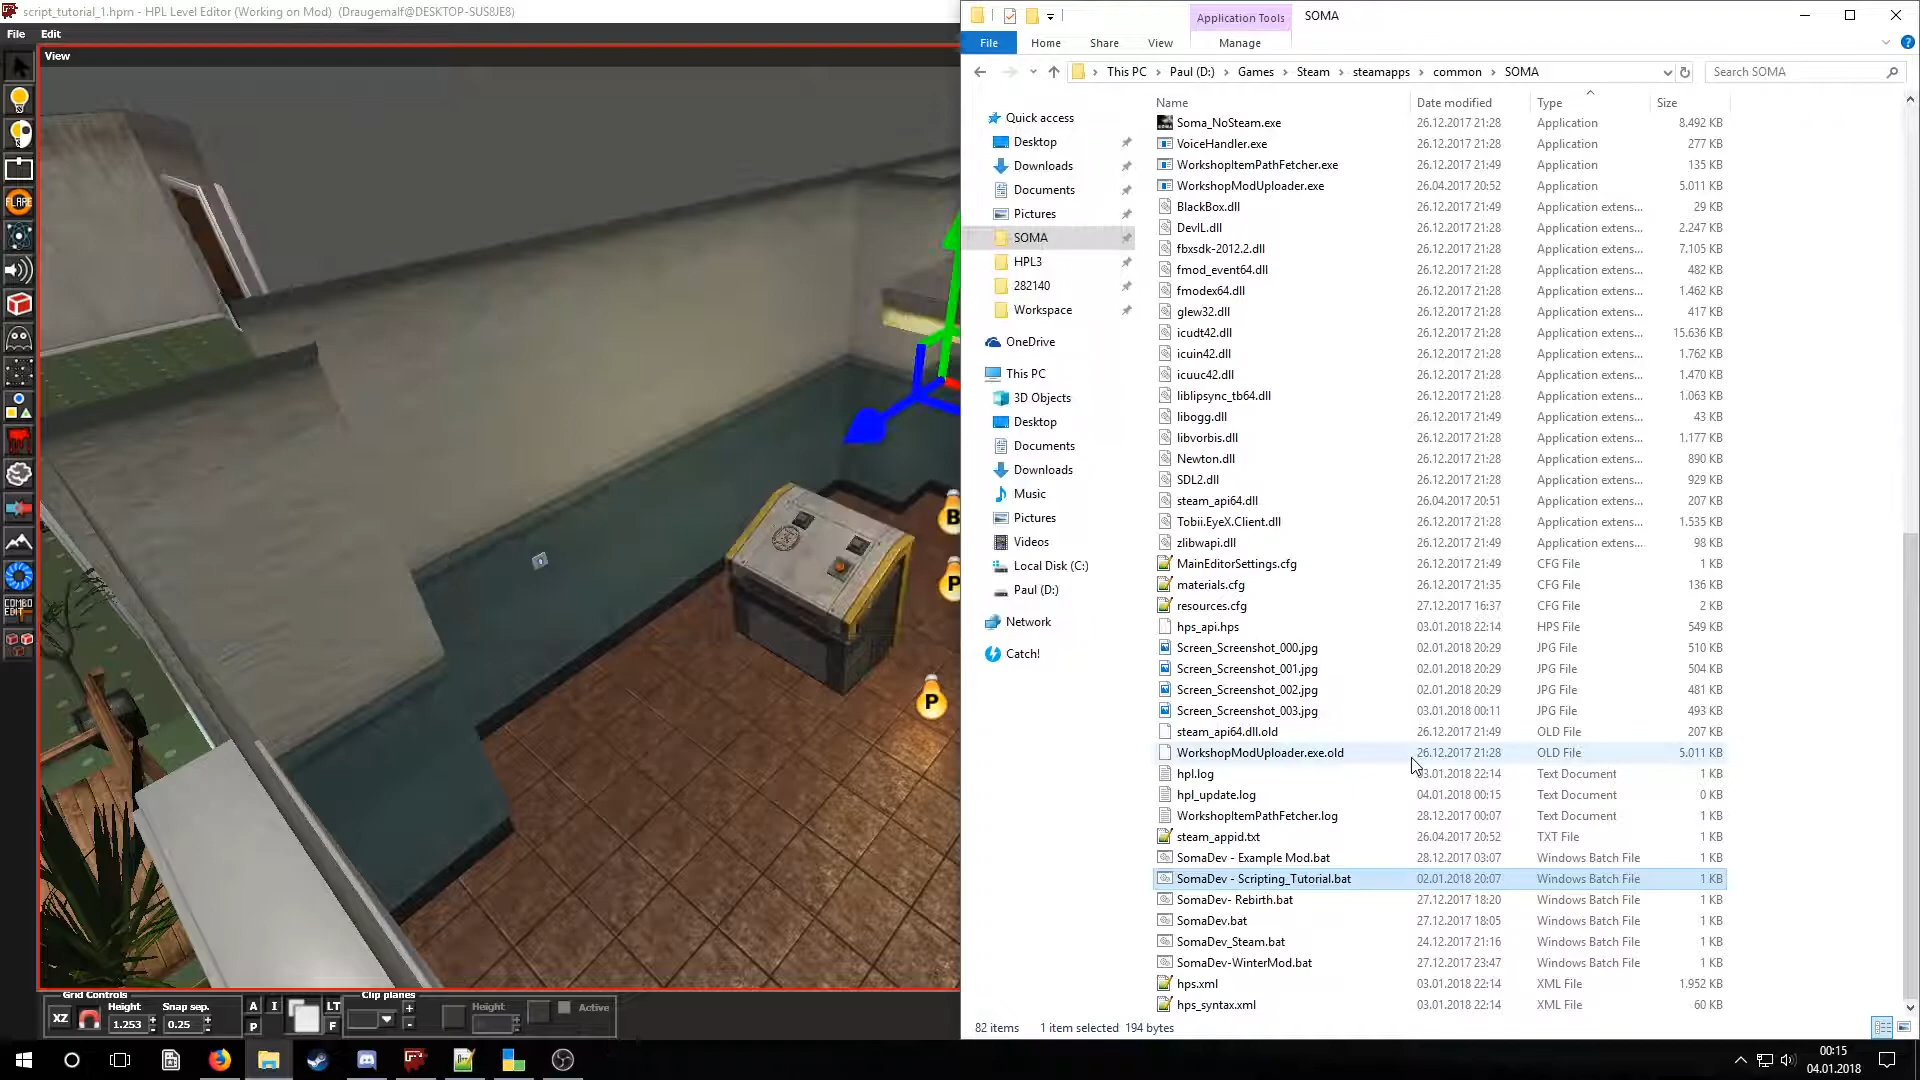 script_tutorial_1.hpm - HPL Level Editor (Working on Mod) (Draugemalf@DESKTOP-SUS8JE8)
File Edit
View
FLARE
COMBO
EDIT
B
P
P
Grid Controls
Height
Snap sep.
XZ
1.253
0.25
A I
P
LT
F
Clip planes
+
-
Height:
Active
Application Tools
SOMA
File Home Share View Manage
This PC > Paul (D:) > Games > Steam > steamapps > common > SOMA
Search SOMA
Quick access
Desktop
Downloads
Documents
Pictures
SOMA
HPL3
282140
Workspace
OneDrive
This PC
3D Objects
Desktop
Documents
Downloads
Music
Pictures
Videos
Local Disk (C:)
Paul (D:)
Network
Catch!
Name Date modified Type Size
Soma_NoSteam.exe 26.12.2017 21:28 Application 8.492 KB
VoiceHandler.exe 26.12.2017 21:28 Application 277 KB
WorkshopItemPathFetcher.exe 26.12.2017 21:49 Application 135 KB
WorkshopModUploader.exe 26.04.2017 20:52 Application 5.011 KB
BlackBox.dll 26.12.2017 21:49 Application extens... 29 KB
DevIL.dll 26.12.2017 21:28 Application extens... 2.247 KB
fbxsdk-2012.2.dll 26.12.2017 21:28 Application extens... 7.105 KB
fmod_event64.dll 26.12.2017 21:28 Application extens... 482 KB
fmodex64.dll 26.12.2017 21:28 Application extens... 1.462 KB
glew32.dll 26.12.2017 21:28 Application extens... 417 KB
icudt42.dll 26.12.2017 21:28 Application extens... 15.636 KB
icuin42.dll 26.12.2017 21:28 Application extens... 1.762 KB
icuuc42.dll 26.12.2017 21:28 Application extens... 1.470 KB
liblipsync_tb64.dll 26.12.2017 21:28 Application extens... 1.063 KB
libogg.dll 26.12.2017 21:49 Application extens... 43 KB
libvorbis.dll 26.12.2017 21:28 Application extens... 1.177 KB
Newton.dll 26.12.2017 21:28 Application extens... 890 KB
SDL2.dll 26.12.2017 21:28 Application extens... 929 KB
steam_api64.dll 26.04.2017 20:51 Application extens... 207 KB
Tobii.EyeX.Client.dll 26.12.2017 21:28 Application extens... 1.535 KB
zlibwapi.dll 26.12.2017 21:49 Application extens... 98 KB
MainEditorSettings.cfg 26.12.2017 21:49 CFG File 1 KB
materials.cfg 26.12.2017 21:35 CFG File 136 KB
resources.cfg 27.12.2017 16:37 CFG File 2 KB
hps_api.hps 03.01.2018 22:14 HPS File 549 KB
Screen_Screenshot_000.jpg 02.01.2018 20:29 JPG File 510 KB
Screen_Screenshot_001.jpg 02.01.2018 20:29 JPG File 504 KB
Screen_Screenshot_002.jpg 02.01.2018 20:29 JPG File 481 KB
Screen_Screenshot_003.jpg 03.01.2018 00:11 JPG File 493 KB
steam_api64.dll.old 26.12.2017 21:49 OLD File 207 KB
WorkshopModUploader.exe.old 26.12.2017 21:28 OLD File 5.011 KB
hpl.log 03.01.2018 22:14 Text Document 1 KB
hpl_update.log 04.01.2018 00:15 Text Document 0 KB
WorkshopItemPathFetcher.log 28.12.2017 00:07 Text Document 1 KB
steam_appid.txt 26.04.2017 20:52 TXT File 1 KB
SomaDev - Example Mod.bat 28.12.2017 03:07 Windows Batch File 1 KB
SomaDev - Scripting_Tutorial.bat 02.01.2018 20:07 Windows Batch File 1 KB
SomaDev- Rebirth.bat 27.12.2017 18:20 Windows Batch File 1 KB
SomaDev.bat 27.12.2017 18:05 Windows Batch File 1 KB
SomaDev_Steam.bat 24.12.2017 21:16 Windows Batch File 1 KB
SomaDev-WinterMod.bat 27.12.2017 23:47 Windows Batch File 1 KB
hps.xml 03.01.2018 22:14 XML File 1.952 KB
hps_syntax.xml 03.01.2018 22:14 XML File 60 KB
82 items 1 item selected 194 bytes
00:15
04.01.2018